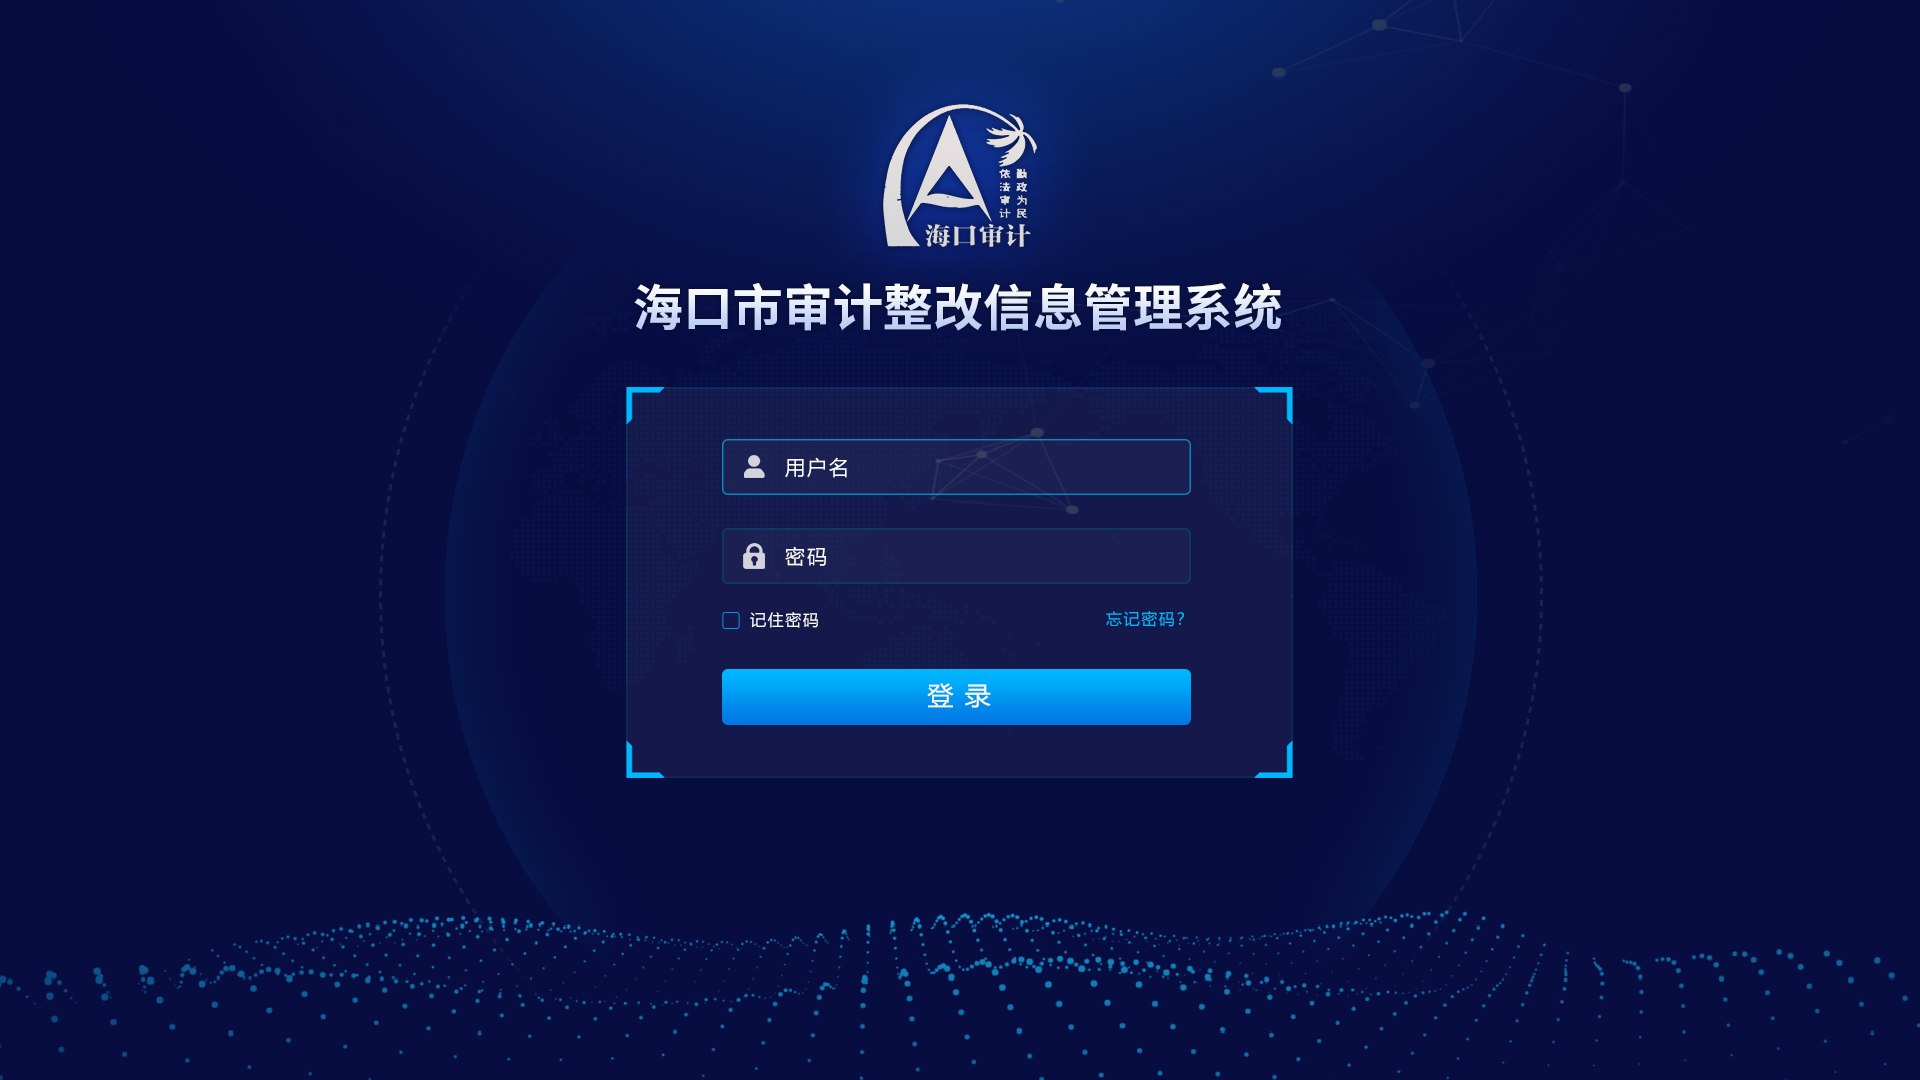 勤政为民
依法审计
海口审计
海口市审计整改信息管理系统
用户名
密码
记住密码
忘记密码?
登 录